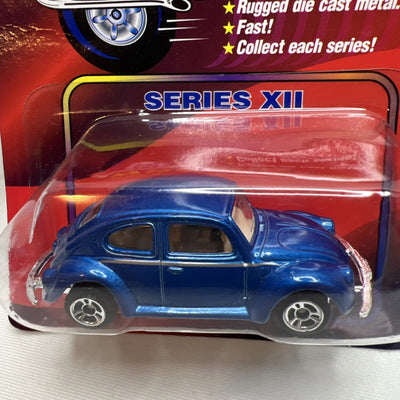 ★Rugged die cast metal.
★Fast!
★Collect each series!
SERIES XII